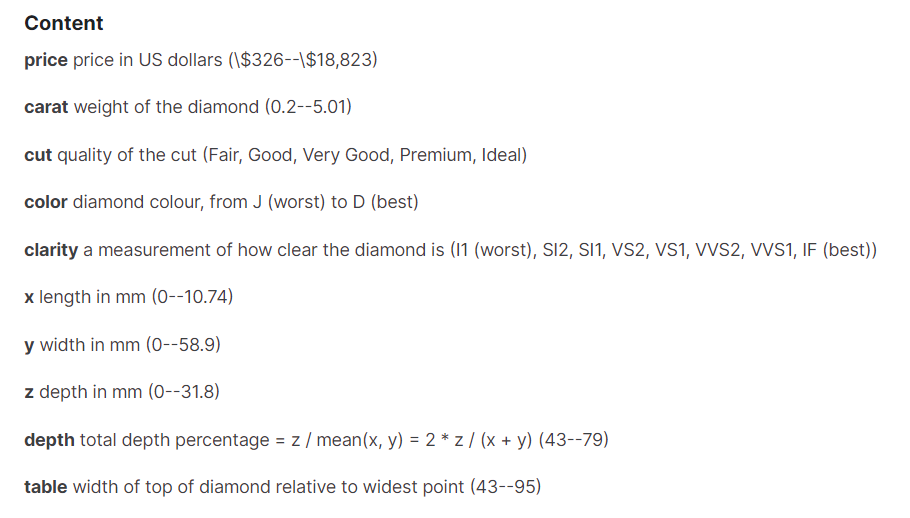 Content
price price in US dollars (\$326--\$18,823)
carat weight of the diamond (0.2--5.01)
cut quality of the cut (Fair, Good, Very Good, Premium, Ideal)
color diamond colour, from J (worst) to D (best)
clarity a measurement of how clear the diamond is (I1 (worst), SI2, SI1, VS2, VS1, VVS2, VVS1, IF (best))
x length in mm (0--10.74)
y width in mm (0--58.9)
z depth in mm (0--31.8)
depth total depth percentage = z / mean(x, y) = 2 * z / (x + y) (43--79)
table width of top of diamond relative to widest point (43--95)